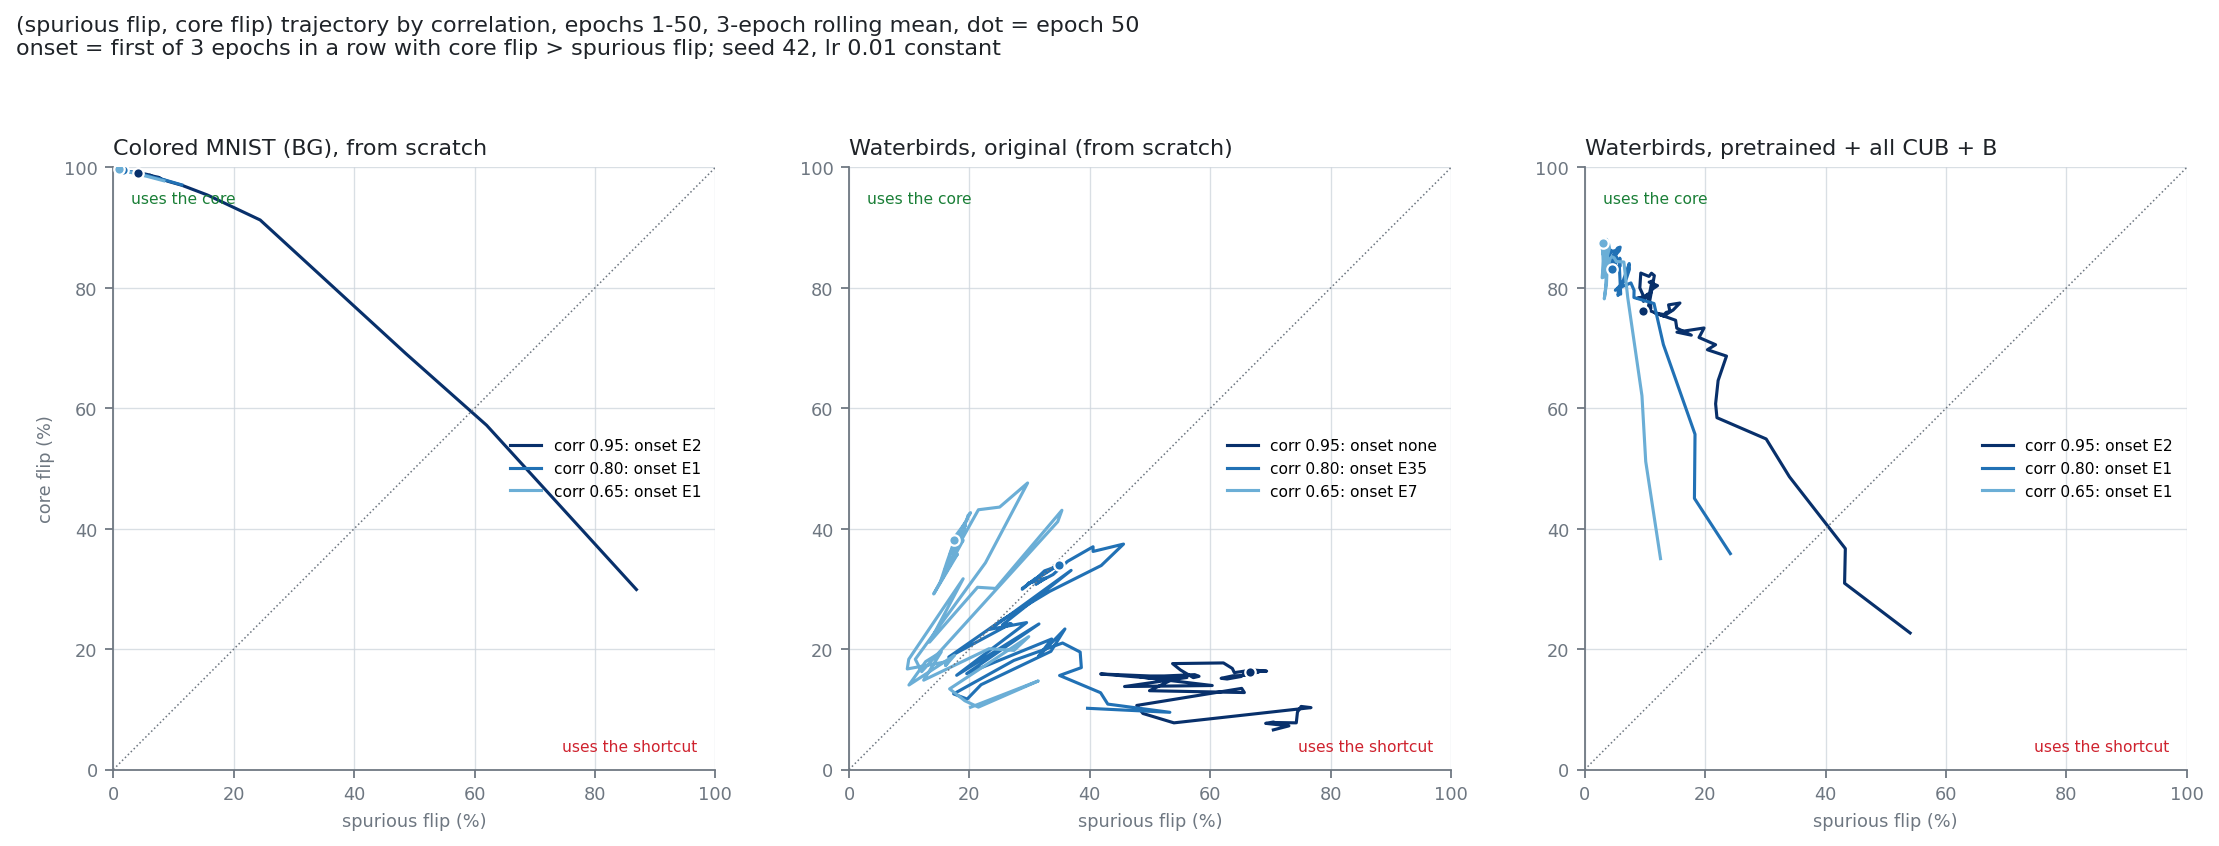 (spurious flip, core flip) trajectory by correlation, epochs 1-50, 3-epoch rolling mean, dot = epoch 50
onset = first of 3 epochs in a row with core flip > spurious flip; seed 42, lr 0.01 constant
Colored MNIST (BG), from scratch
100
80
60
40
20
0
core flip (%)
uses the core
corr 0.95: onset E2
corr 0.80: onset E1
corr 0.65: onset E1
uses the shortcut
0 20 40 60 80 100
spurious flip (%)
Waterbirds, original (from scratch)
100
80
60
40
20
0
uses the core
corr 0.95: onset none
corr 0.80: onset E35
corr 0.65: onset E7
uses the shortcut
0 20 40 60 80 100
spurious flip (%)
Waterbirds, pretrained + all CUB + B
100
80
60
40
20
0
uses the core
corr 0.95: onset E2
corr 0.80: onset E1
corr 0.65: onset E1
uses the shortcut
0 20 40 60 80 100
spurious flip (%)